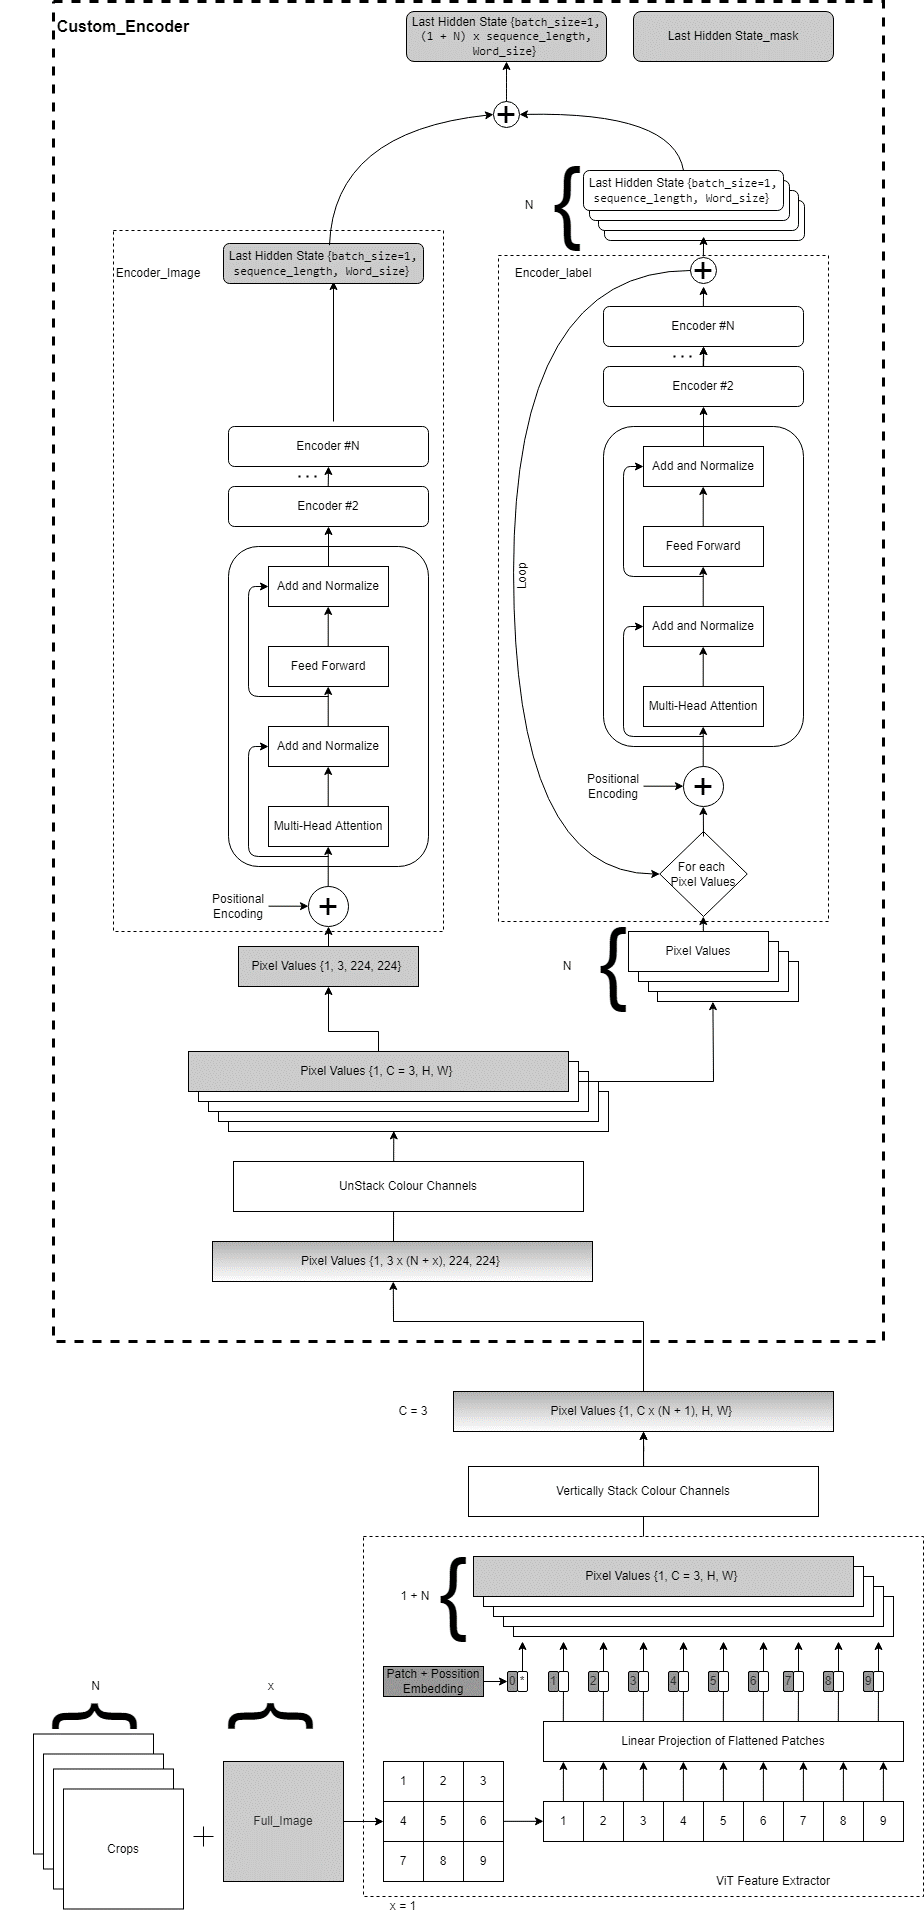 Custom_Encoder
Last Hidden State {batch_size=1,
(1 + N) x sequence_length,
Word_size}
Last Hidden State_mask
N
Last Hidden State {batch_size=1,
sequence_length, Word_size}
Encoder_Image
Last Hidden State {batch_size=1,
sequence_length, Word_size}
Encoder_label
Encoder #N
...
Encoder #2
Add and Normalize
Feed Forward
Add and Normalize
Multi-Head Attention
Positional
Encoding
Loop
For each
Pixel Values
Encoder #N
...
Encoder #2
Add and Normalize
Feed Forward
Add and Normalize
Multi-Head Attention
Positional
Encoding
Pixel Values {1, 3, 224, 224}
N
Pixel Values
Pixel Values {1, C = 3, H, W}
UnStack Colour Channels
Pixel Values {1, 3 x (N + x), 224, 224}
C = 3
Pixel Values {1, C x (N + 1), H, W}
Vertically Stack Colour Channels
1 + N
Pixel Values {1, C = 3, H, W}
Patch + Possition
Embedding
0 * 1 2 3 4 5 6 7 8 9
Linear Projection of Flattened Patches
N
x
Crops
Full_Image
1 2 3
4 5 6
7 8 9
1 2 3 4 5 6 7 8 9
ViT Feature Extractor
x = 1